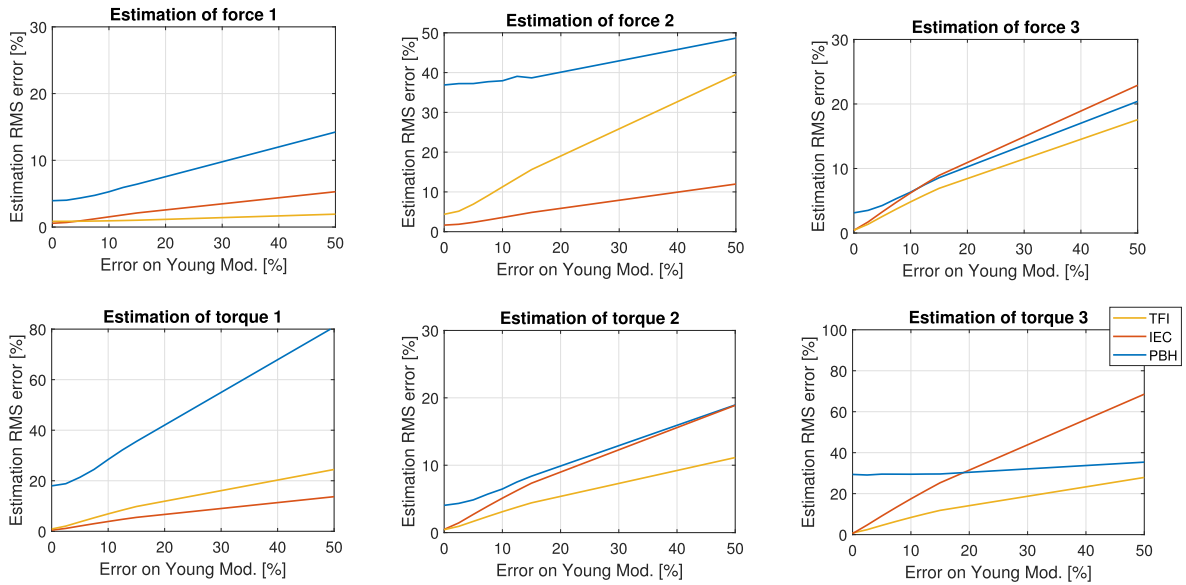 Estimation of force 1
Estimation RMS error [%]
30
20
10
0
0 10 20 30 40 50
Error on Young Mod. [%]
Estimation of force 2
Estimation RMS error [%]
50
40
30
20
10
0
0 10 20 30 40 50
Error on Young Mod. [%]
Estimation of force 3
Estimation RMS error [%]
30
20
10
0
0 10 20 30 40 50
Error on Young Mod. [%]
Estimation of torque 1
Estimation RMS error [%]
80
60
40
20
0
0 10 20 30 40 50
Error on Young Mod. [%]
Estimation of torque 2
Estimation RMS error [%]
30
20
10
0
0 10 20 30 40 50
Error on Young Mod. [%]
Estimation of torque 3
Estimation RMS error [%]
100
80
60
40
20
0
0 10 20 30 40 50
Error on Young Mod. [%]
TFI
IEC
PBH